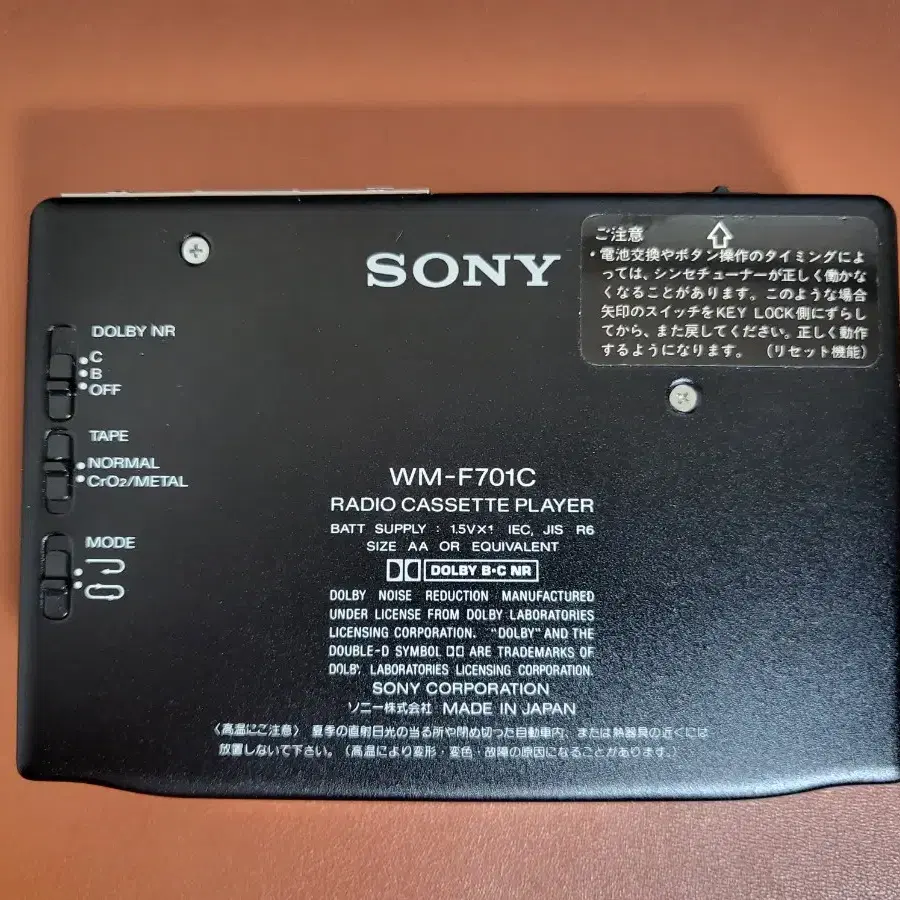 SONY
ご注意
・電池交換やボタン操作のタイミングによ
っては、シンセチューナーが正しく働かな
くなることがあります。このような場合
矢印のスイッチをKEY LOCK側にずらし
てから、また戻してください。正しく動作
するようになります。（リセット機能）
DOLBY NR
C
B
OFF
TAPE
NORMAL
CrO2/METAL
MODE
WM-F701C
RADIO CASSETTE PLAYER
BATT SUPPLY : 1.5V×1 IEC, JIS R6
SIZE AA OR EQUIVALENT
DOLBY B·C NR
DOLBY NOISE REDUCTION MANUFACTURED
UNDER LICENSE FROM DOLBY LABORATORIES
LICENSING CORPORATION. "DOLBY" AND THE
DOUBLE-D SYMBOL ARE TRADEMARKS OF
DOLBY LABORATORIES LICENSING CORPORATION.
SONY CORPORATION
ソニー株式会社 MADE IN JAPAN
〈高温にご注意〉 夏季の直射日光の当る所や閉め切った自動車内、または熱器具の近くには
放置しないで下さい。（高温により変形・変色・故障の原因になることがあります。）